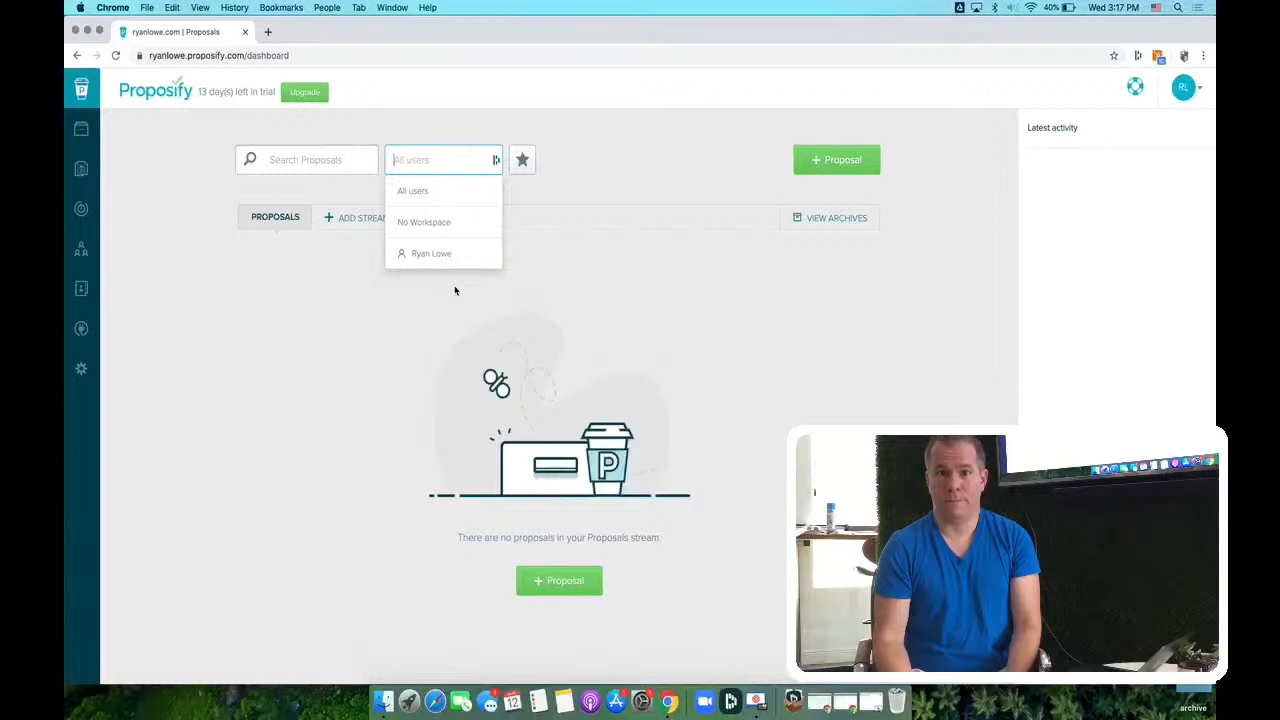 Chrome File Edit View History Bookmarks People Tab Window Help 40% Wed 3:17 PM
ryanlowe.com | Proposals
ryanlowe.proposify.com/dashboard
Proposify 13 day(s) left in trial Upgrade RL
Latest activity
Search Proposals All users + Proposal
All users
PROPOSALS + ADD STREAM VIEW ARCHIVES
No Workspace
Ryan Lowe
P
There are no proposals in your Proposals stream.
+ Proposal
12
archive